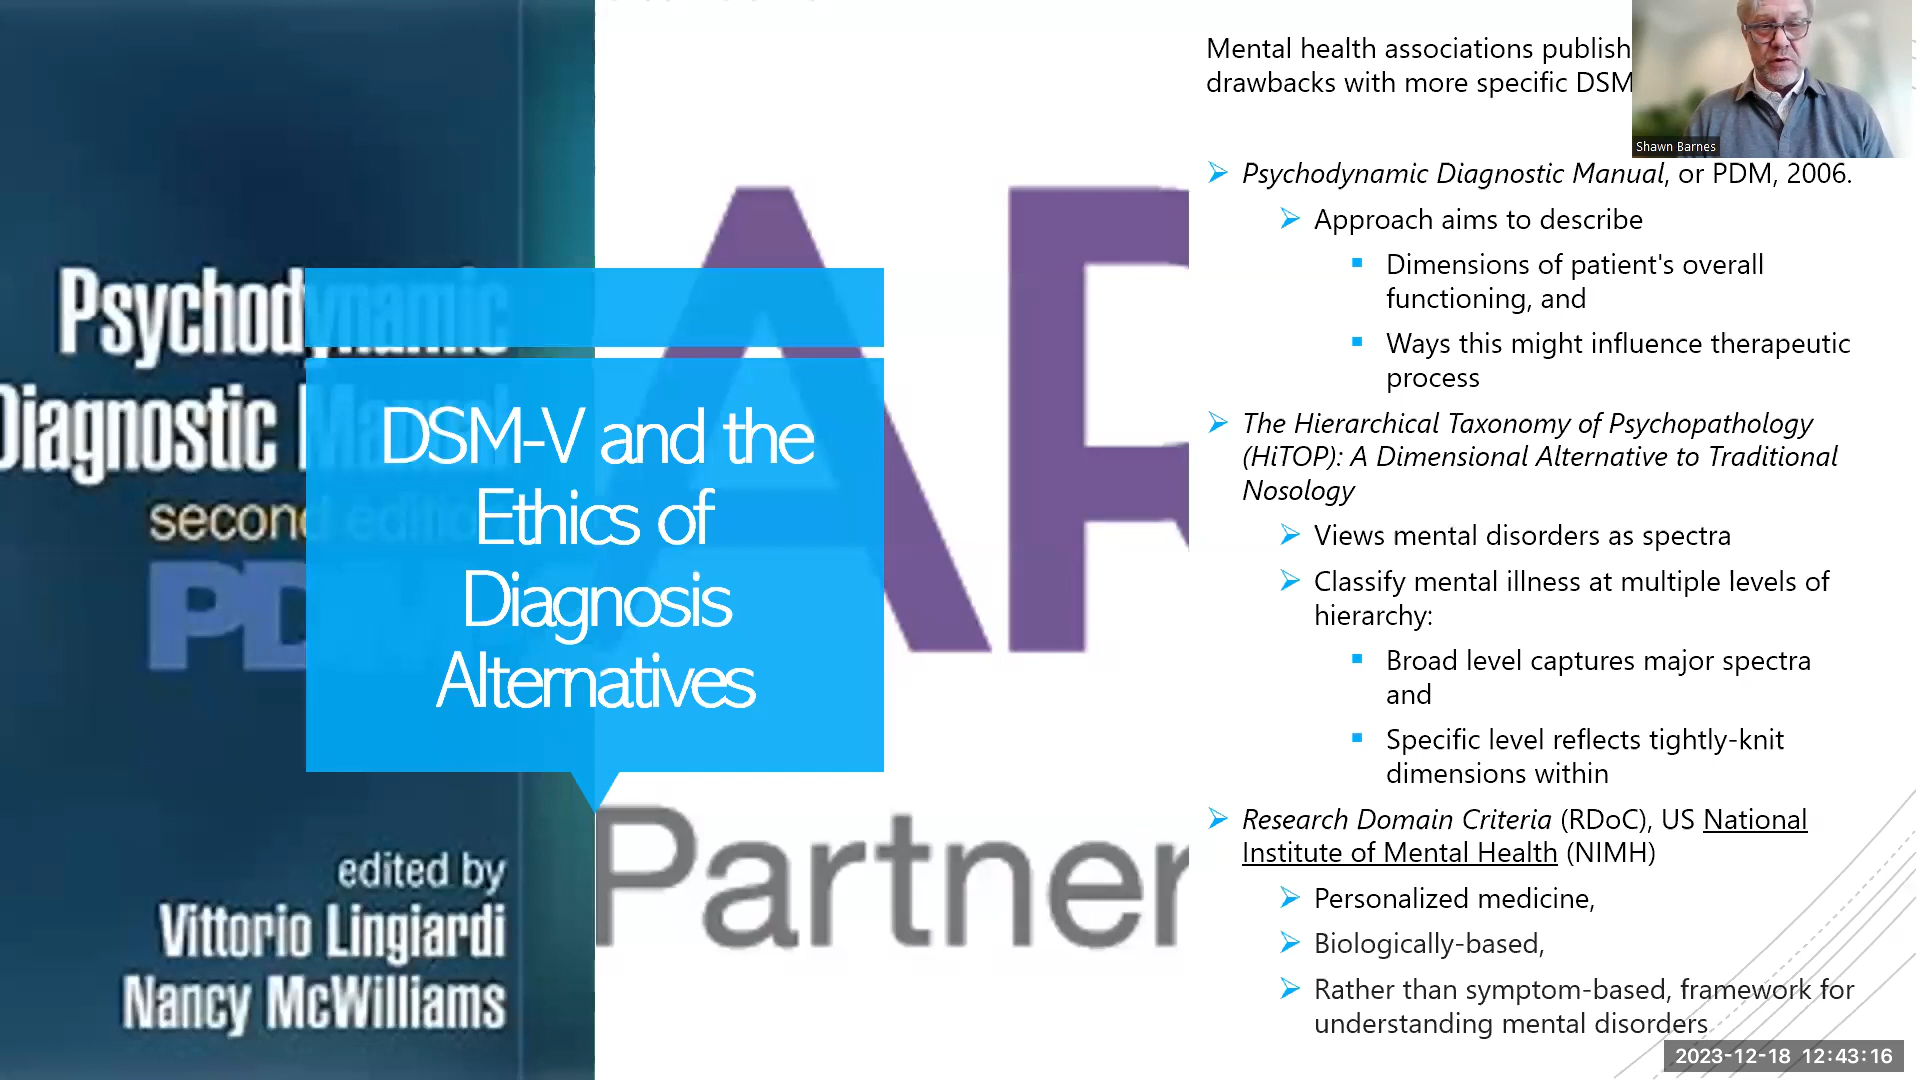 Psychodynamic
Diagnostic Manual
second edition
PDM
edited by
Vittorio Lingiardi
Nancy McWilliams
DSM-V and the
Ethics of
Diagnosis
Alternatives
Partner
Mental health associations publish
drawbacks with more specific DSM
Shawn Barnes
Psychodynamic Diagnostic Manual, or PDM, 2006.
Approach aims to describe
Dimensions of patient's overall
functioning, and
Ways this might influence therapeutic
process
The Hierarchical Taxonomy of Psychopathology
(HiTOP): A Dimensional Alternative to Traditional
Nosology
Views mental disorders as spectra
Classify mental illness at multiple levels of
hierarchy:
Broad level captures major spectra
and
Specific level reflects tightly-knit
dimensions within
Research Domain Criteria (RDoC), US National
Institute of Mental Health (NIMH)
Personalized medicine,
Biologically-based,
Rather than symptom-based, framework for
understanding mental disorders
2023-12-18 12:43:16